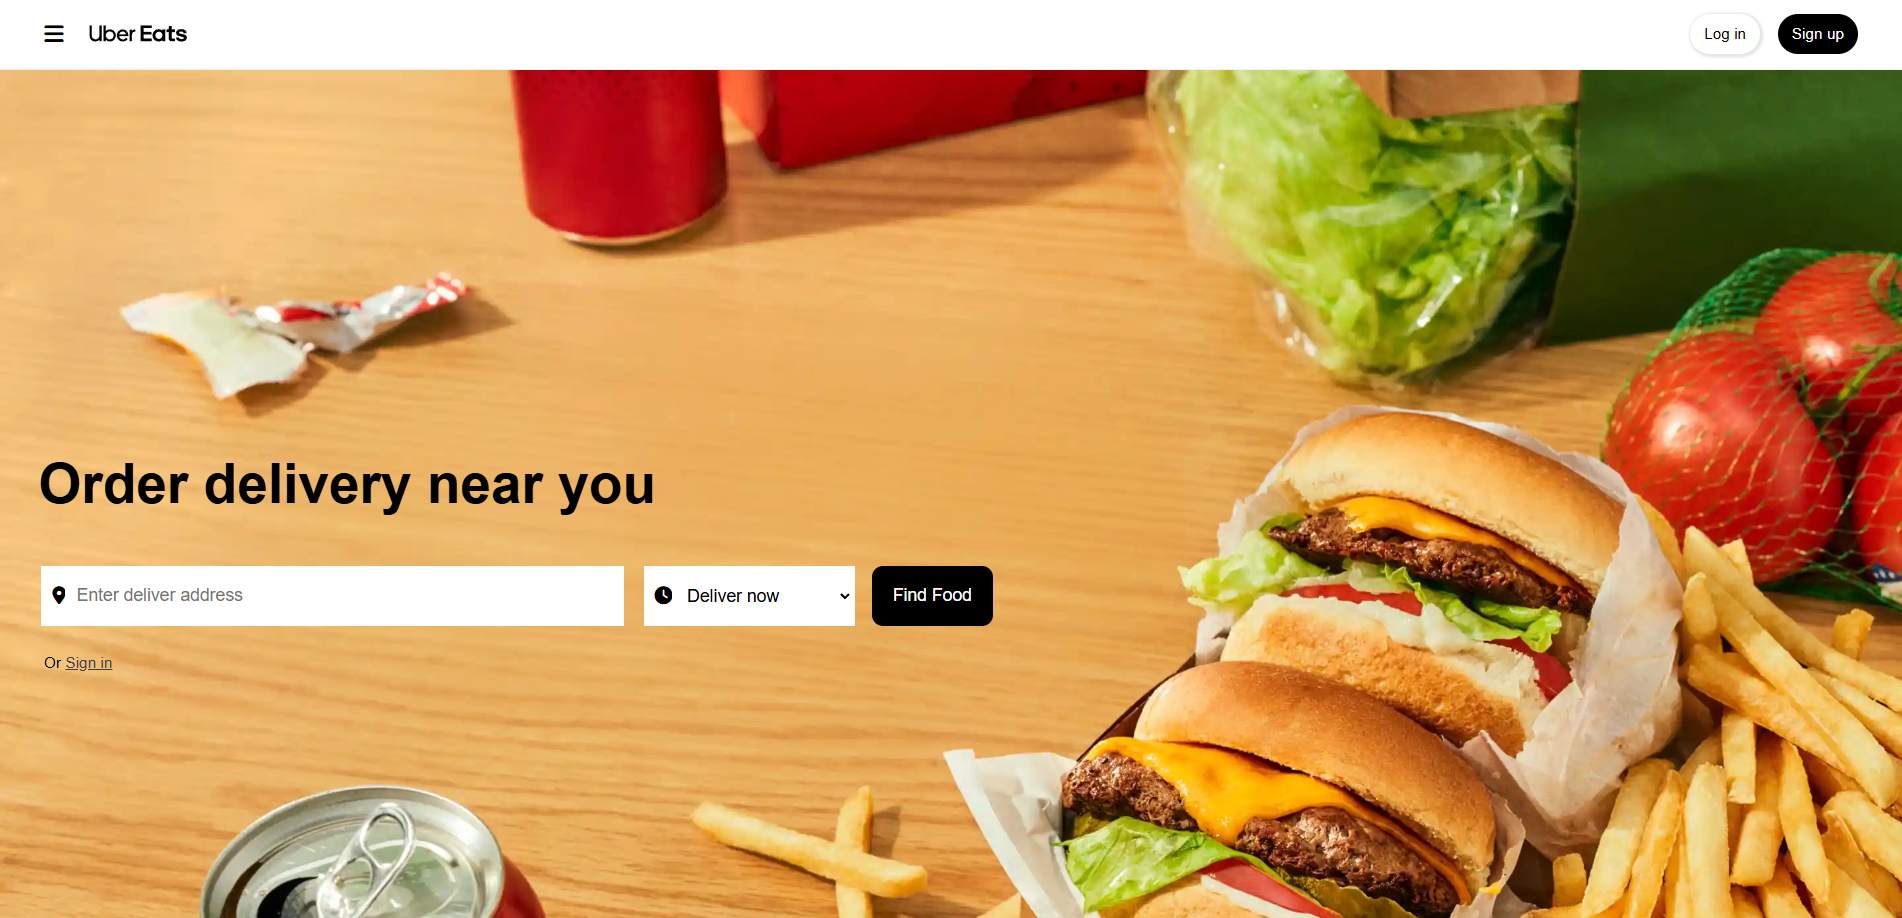 Uber Eats
Log in
Sign up
Order delivery near you
Enter deliver address
Deliver now
Find Food
Or Sign in